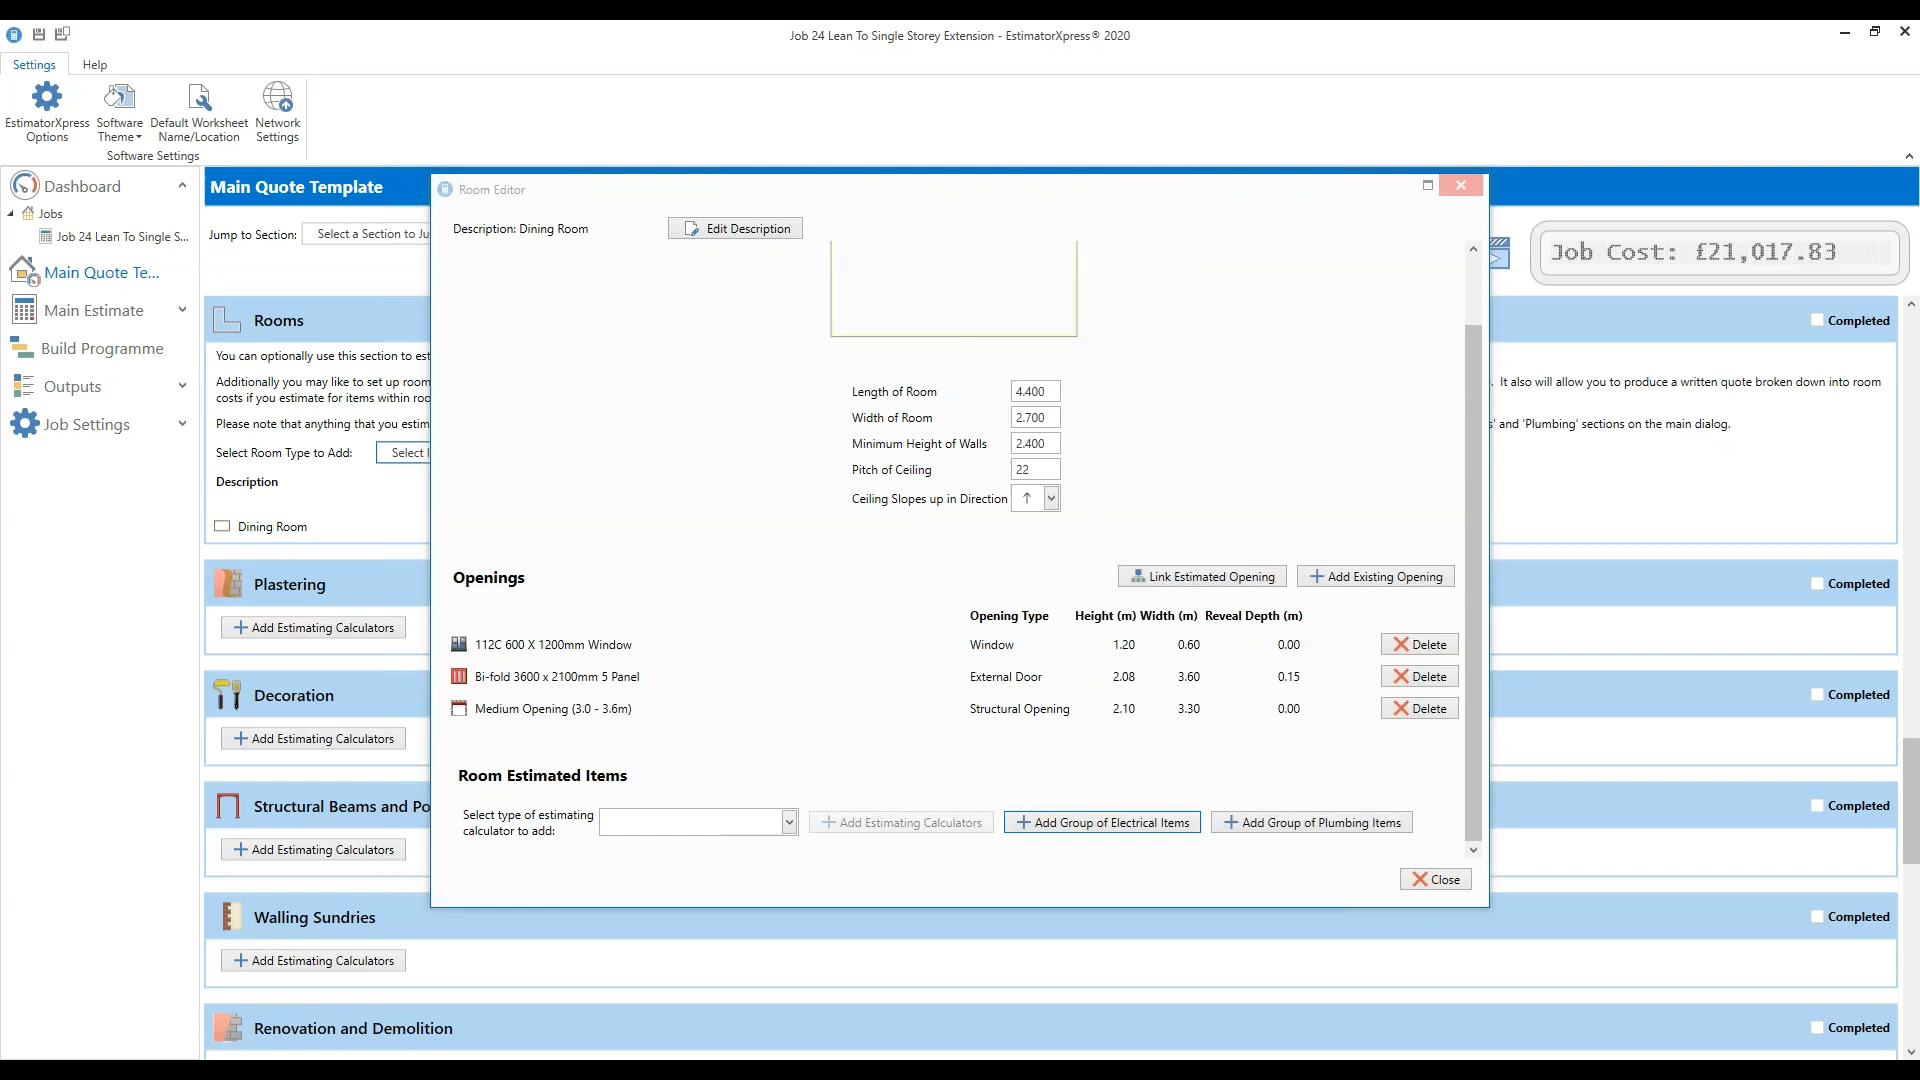 Job 24 Lean To Single Storey Extension - EstimatorXpress® 2020
Settings
Help
EstimatorXpress Options
Software Theme
Default Worksheet Name/Location
Network Settings
Software Settings
Dashboard
Jobs
Job 24 Lean To Single S...
Main Quote Te...
Main Estimate
Build Programme
Outputs
Job Settings
Main Quote Template
Jump to Section:
Select a Section to Ju
Job Cost: £21,017.83
Rooms
Completed
You can optionally use this section to est
Additionally you may like to set up room
. It also will allow you to produce a written quote broken down into room
costs if you estimate for items within roo
Please note that anything that you estim
s' and 'Plumbing' sections on the main dialog.
Select Room Type to Add:
Select I
Description
Dining Room
Plastering
Completed
Add Estimating Calculators
Decoration
Completed
Add Estimating Calculators
Structural Beams and Po
Completed
Add Estimating Calculators
Walling Sundries
Completed
Add Estimating Calculators
Renovation and Demolition
Completed
Room Editor
Description: Dining Room
Edit Description
Length of Room 4.400
Width of Room 2.700
Minimum Height of Walls 2.400
Pitch of Ceiling 22
Ceiling Slopes up in Direction ↑
Openings
Link Estimated Opening
Add Existing Opening
Opening Type Height (m) Width (m) Reveal Depth (m)
112C 600 X 1200mm Window Window 1.20 0.60 0.00 Delete
Bi-fold 3600 x 2100mm 5 Panel External Door 2.08 3.60 0.15 Delete
Medium Opening (3.0 - 3.6m) Structural Opening 2.10 3.30 0.00 Delete
Room Estimated Items
Select type of estimating
calculator to add:
Add Estimating Calculators
Add Group of Electrical Items
Add Group of Plumbing Items
Close